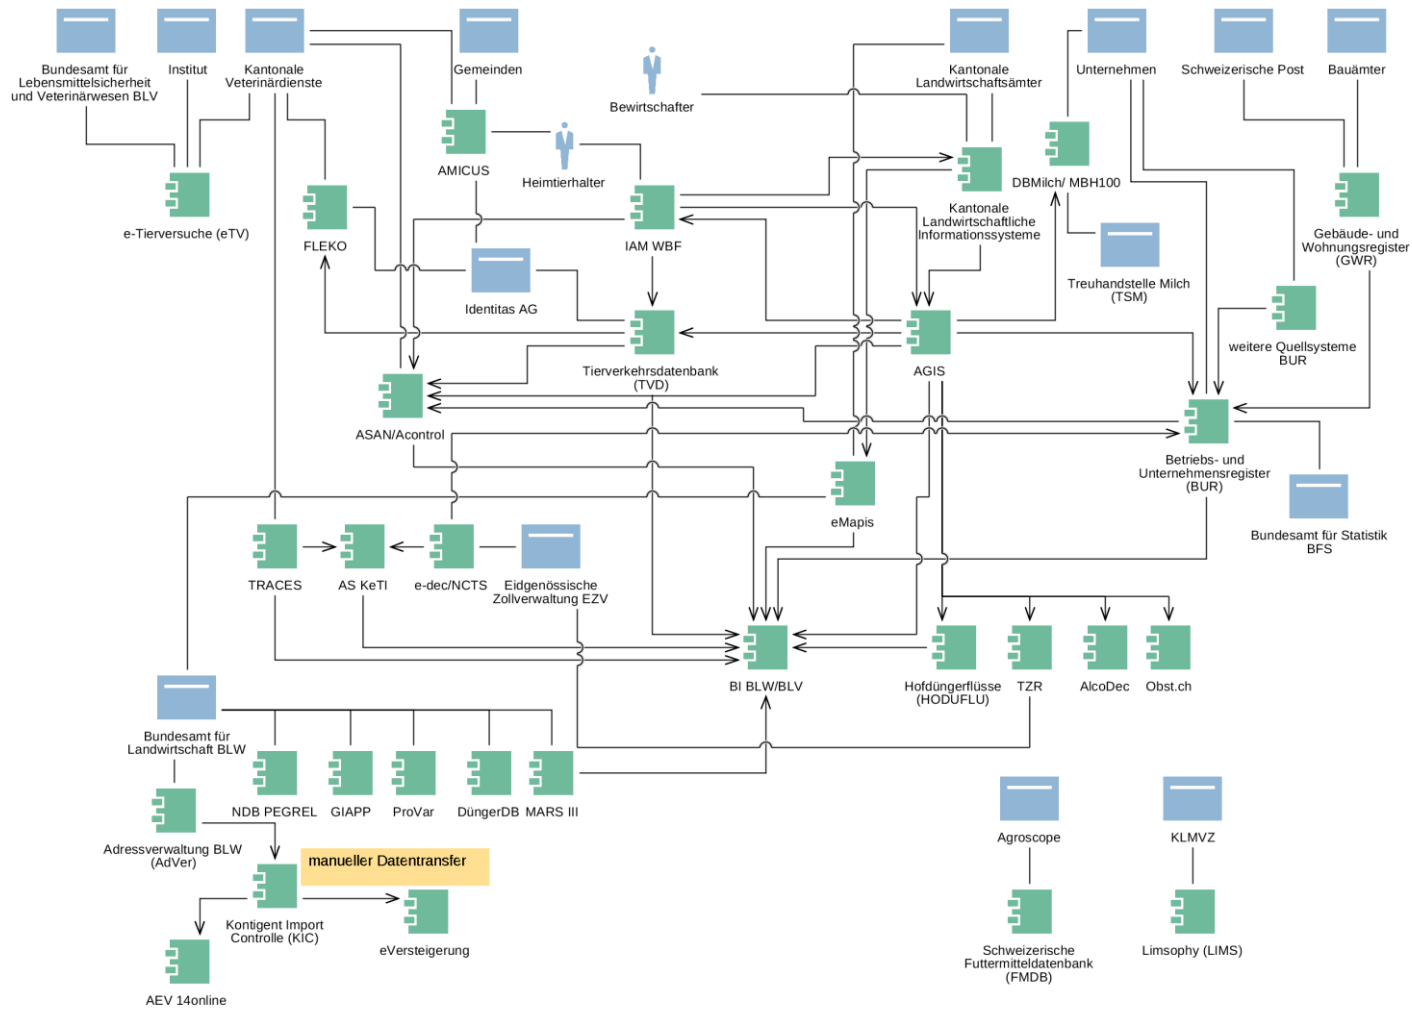 Bundesamt für
Lebensmittelsicherheit
und Veterinärwesen BLV
Institut
Kantonale
Veterinärdienste
Gemeinden
Bewirtschafter
Kantonale
Landwirtschaftsämter
Unternehmen
Schweizerische Post
Bauämter
AMICUS
Heimtierhalter
DBMilch/ MBH100
e-Tierversuche (eTV)
FLEKO
IAM WBF
Kantonale
Landwirtschaftliche
Informationssysteme
Gebäude- und
Wohnungsregister
(GWR)
Identitas AG
Treuhandstelle Milch
(TSM)
weitere Quellsysteme
BUR
Tierverkehrsdatenbank
(TVD)
AGIS
ASAN/Acontrol
Betriebs- und
Unternehmensregister
(BUR)
eMapis
Bundesamt für Statistik
BFS
TRACES
AS KeTI
e-dec/NCTS
Eidgenössische
Zollverwaltung EZV
BI BLW/BLV
Hofdüngerflüsse
(HODUFLU)
TZR
AlcoDec
Obst.ch
Bundesamt für
Landwirtschaft BLW
NDB PEGREL
GIAPP
ProVar
DüngerDB
MARS III
Agroscope
KLMVZ
Adressverwaltung BLW
(AdVer)
manueller Datentransfer
Kontigent Import
Controlle (KIC)
eVersteigerung
Schweizerische
Futtermitteldatenbank
(FMDB)
Limsophy (LIMS)
AEV 14online